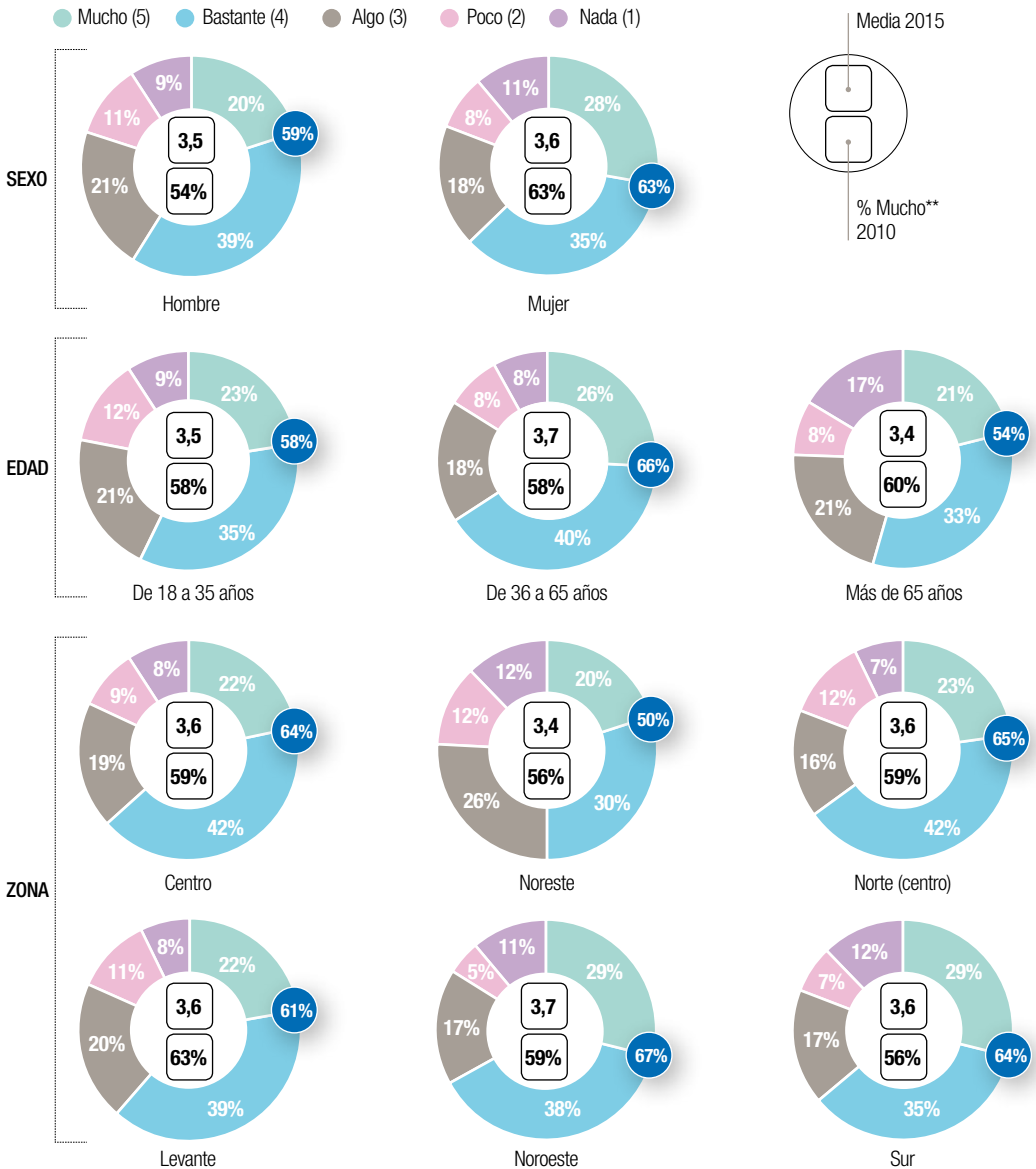 Mucho (5) Bastante (4) Algo (3) Poco (2) Nada (1)
Media 2015
% Mucho**
2010
SEXO
9% 20% 11% 59% 3,5 54% 21% 39%
Hombre
11% 28% 8% 3,6 63% 63% 18% 35%
Mujer
EDAD
9% 23% 12% 3,5 58% 58% 21% 35%
De 18 a 35 años
8% 26% 8% 3,7 66% 58% 18% 40%
De 36 a 65 años
17% 21% 8% 3,4 54% 60% 21% 33%
Más de 65 años
ZONA
8% 22% 9% 3,6 64% 59% 19% 42%
Centro
12% 20% 12% 3,4 50% 56% 26% 30%
Noreste
7% 23% 12% 3,6 65% 59% 16% 42%
Norte (centro)
8% 22% 11% 3,6 61% 63% 20% 39%
Levante
11% 29% 5% 3,7 67% 59% 17% 38%
Noroeste
12% 29% 7% 3,6 64% 56% 17% 35%
Sur